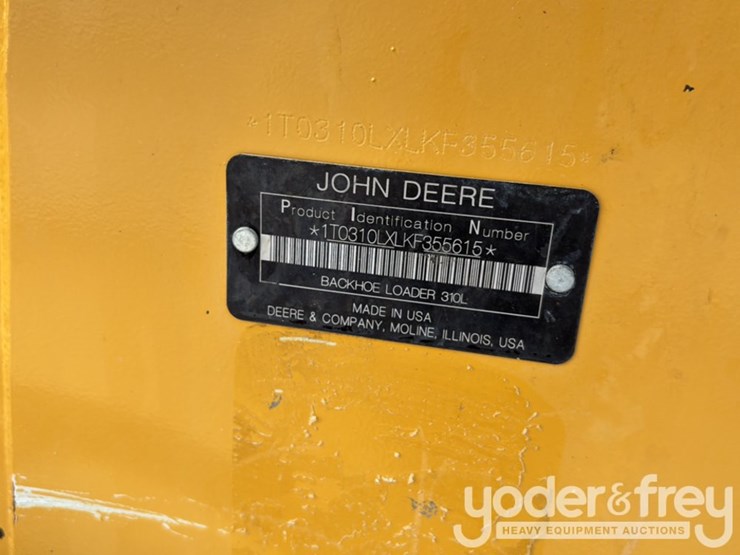 *1T0310LXLKF355615*
JOHN DEERE
Product Identification Number
*1T0310LXLKF355615*
BACKHOE LOADER 310L
MADE IN USA
DEERE & COMPANY, MOLINE, ILLINOIS, USA
yoder&frey
HEAVY EQUIPMENT AUCTIONS